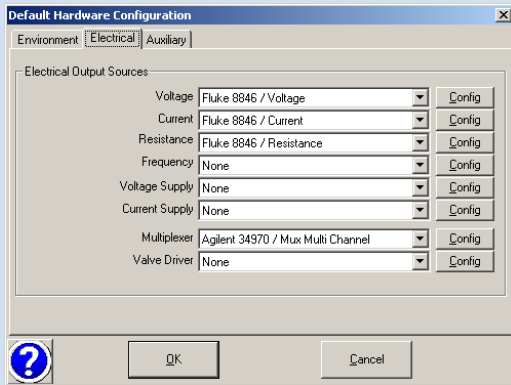 Default Hardware Configuration
Environment Electrical Auxiliary
Electrical Output Sources
Voltage Fluke 8846 / Voltage Config
Current Fluke 8846 / Current Config
Resistance Fluke 8846 / Resistance Config
Frequency None Config
Voltage Supply None Config
Current Supply None Config
Multiplexer Agilent 34970 / Mux Multi Channel Config
Valve Driver None Config
? OK Cancel